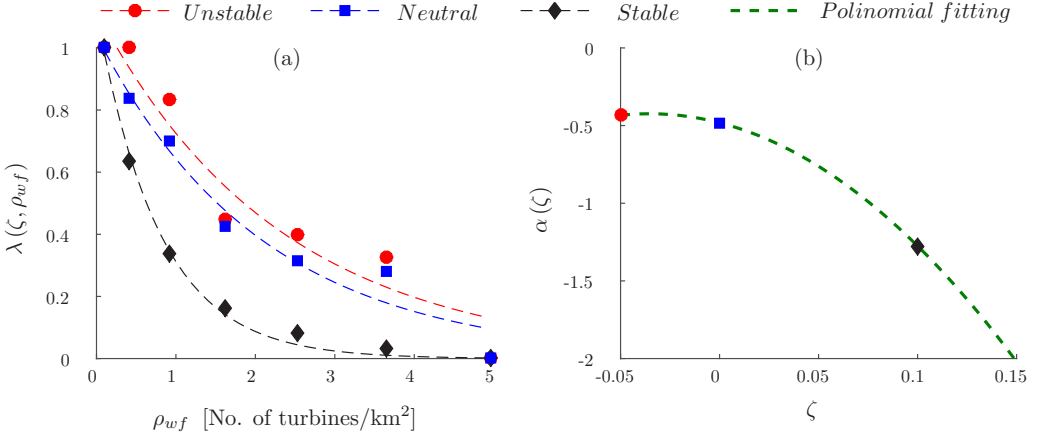 Unstable Neutral Stable Polinomial fitting
(a)
1
0.8
0.6
0.4
0.2
0
0 1 2 3 4 5
λ (ζ, ρwf)
ρwf [No. of turbines/km²]
(b)
0
-0.5
-1
-1.5
-2
-0.05 0 0.05 0.1 0.15
α (ζ)
ζ